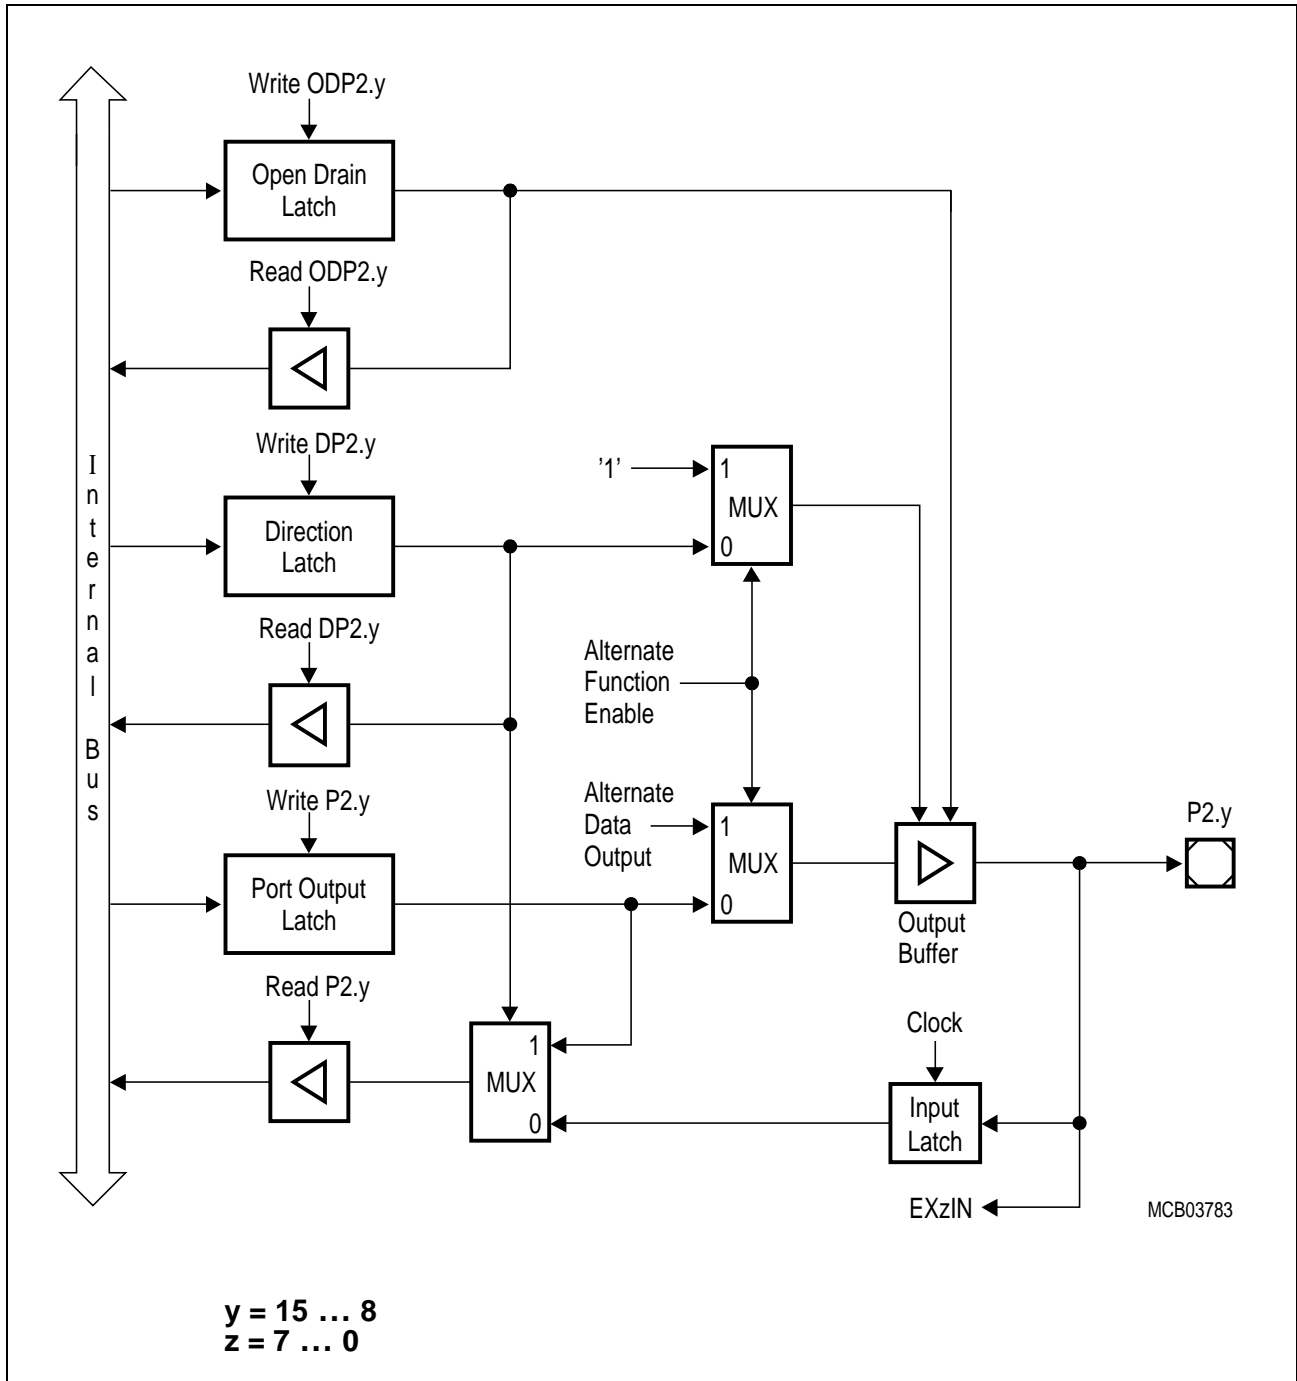 Write ODP2.y
Open Drain
Latch
Read ODP2.y
Internal Bus
Write DP2.y
'1'
1
MUX
0
Direction
Latch
Read DP2.y
Alternate
Function
Enable
Write P2.y
Alternate
Data
Output
1
MUX
0
P2.y
Port Output
Latch
Output
Buffer
Read P2.y
1
MUX
0
Clock
Input
Latch
EXzIN
MCB03783
y = 15 ... 8
z = 7 ... 0